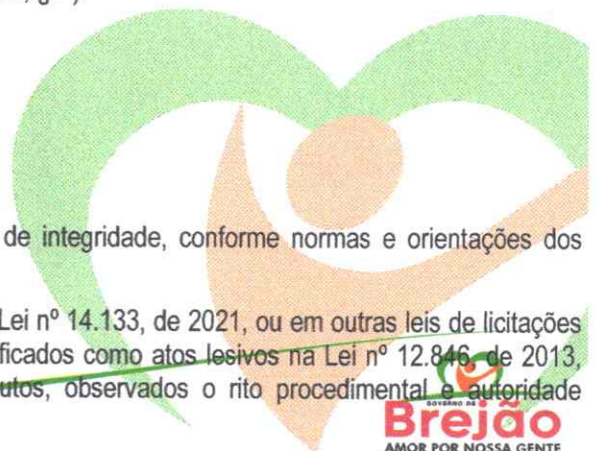 de integridade, conforme normas e orientações dos
Lei nº 14.133, de 2021, ou em outras leis de licitações
ficados como atos lesivos na Lei nº 12.846, de 2013,
utos, observados o rito procedimental e autoridade
GOVERNO DE
Brejão
AMOR POR NOSSA GENTE